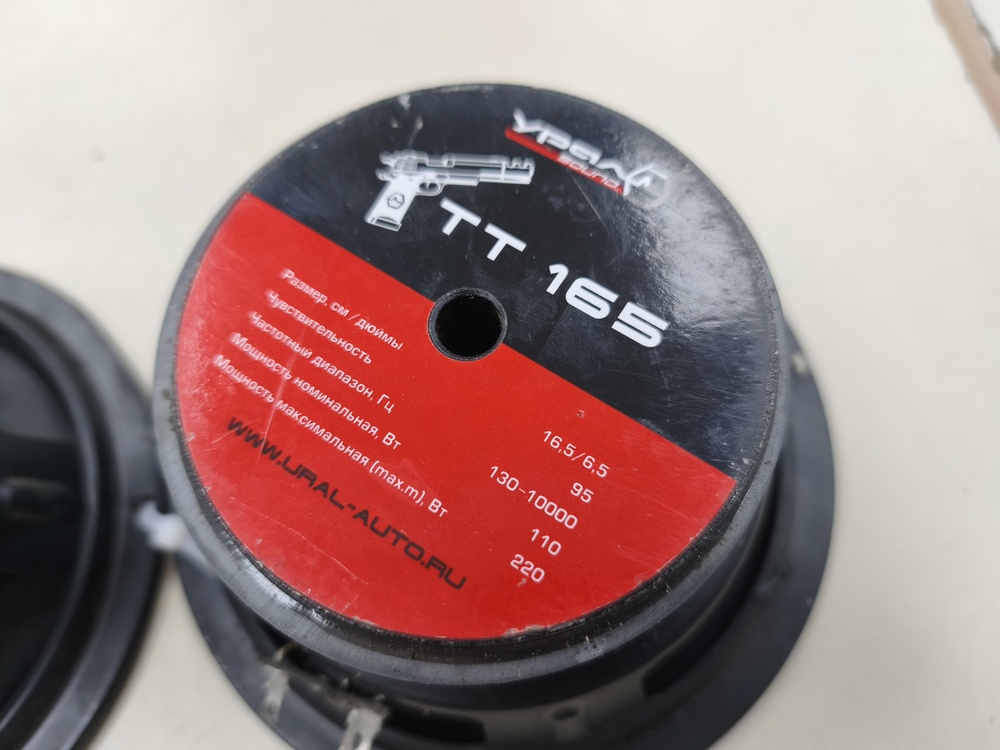 УРАЛ
SOUND
ТТ 165
Размер, см/дюймы 16,5/6,5
Чувствительность 95
Частотный диапазон, Гц 130-10000
Мощность номинальная, Вт 110
Мощность максимальная (max.m), Вт 220
WWW.URAL-AUTO.RU